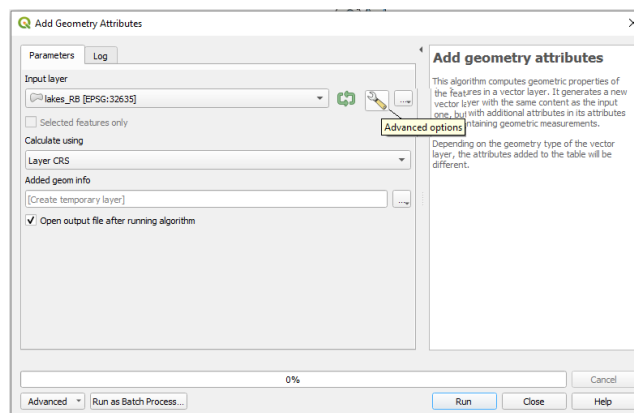 Add Geometry Attributes
Parameters
Log
Input layer
lakes_RB [EPSG:32635]
Selected features only
Calculate using
Layer CRS
Added geom info
[Create temporary layer]
Open output file after running algorithm
Advanced options
Add geometry attributes
This algorithm computes geometric properties of
the features in a vector layer. It generates a new
vector layer with the same content as the input
one, but with additional attributes in its attributes
containing geometric measurements.
Depending on the geometry type of the vector
layer, the attributes added to the table will be
different.
0%
Cancel
Advanced
Run as Batch Process...
Run
Close
Help